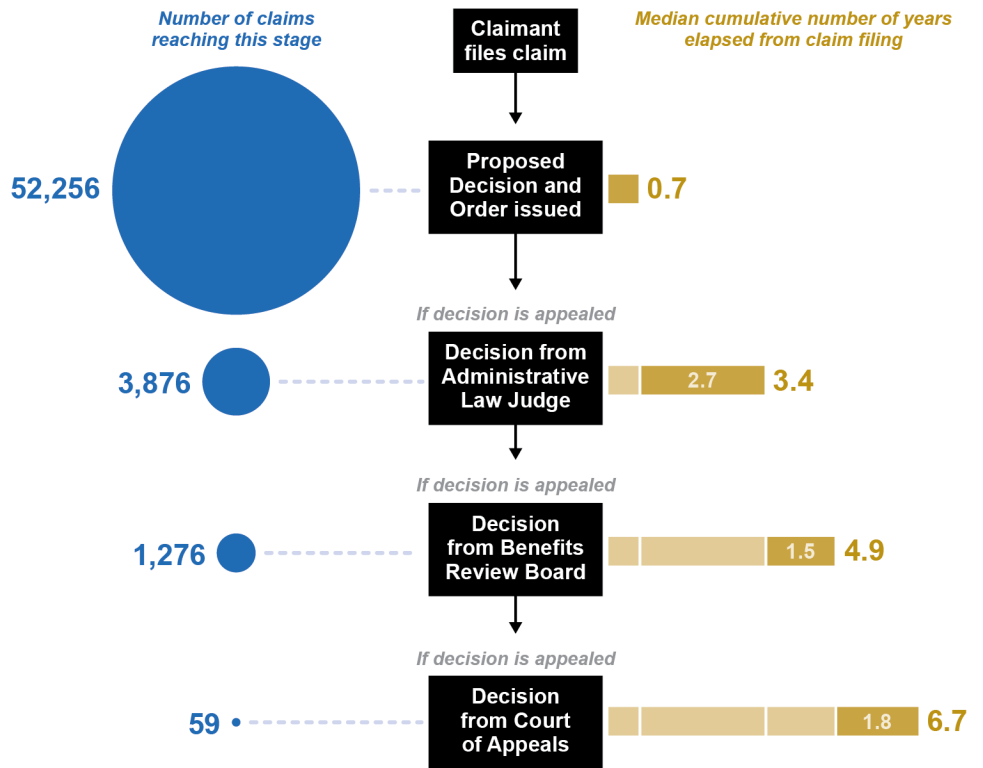 Number of claims
reaching this stage
Claimant
files claim
Median cumulative number of years
elapsed from claim filing
52,256
Proposed
Decision and
Order issued
0.7
If decision is appealed
3,876
Decision from
Administrative
Law Judge
2.7
3.4
If decision is appealed
1,276
Decision
from Benefits
Review Board
1.5
4.9
If decision is appealed
59
Decision
from Court
of Appeals
1.8
6.7